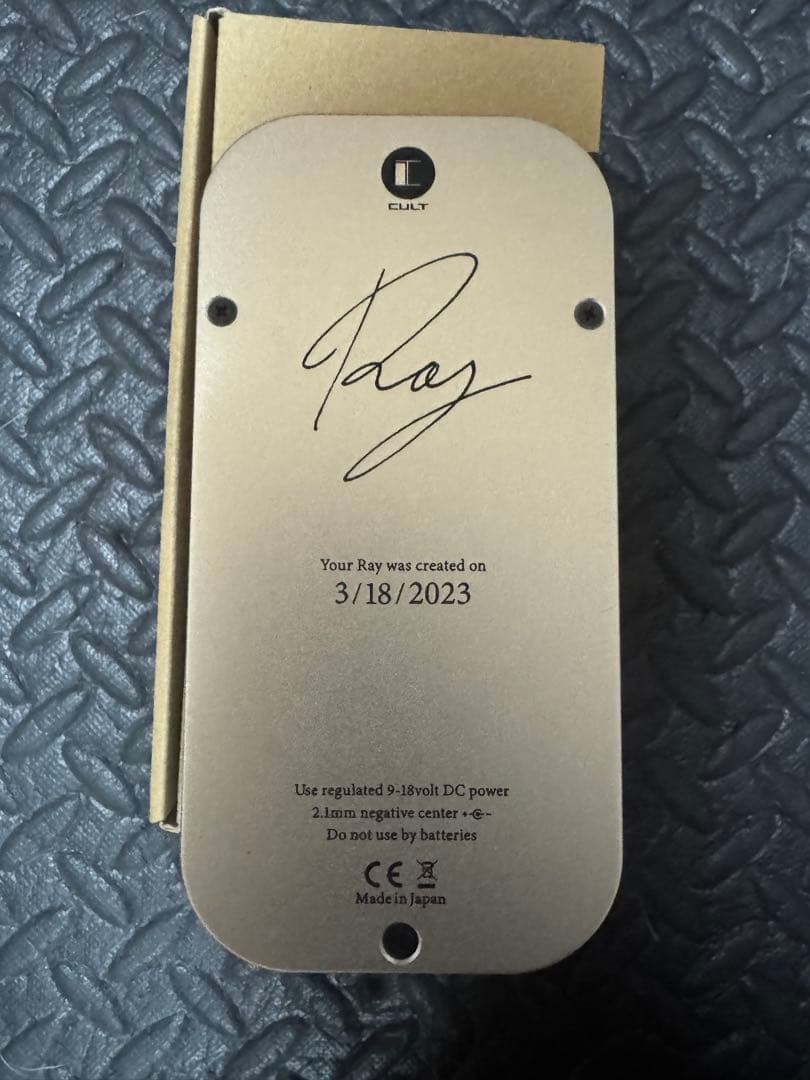 CULT
Ray
Your Ray was created on
3/18/2023
Use regulated 9-18volt DC power
2.1mm negative center
Do not use by batteries
CE
Made in Japan